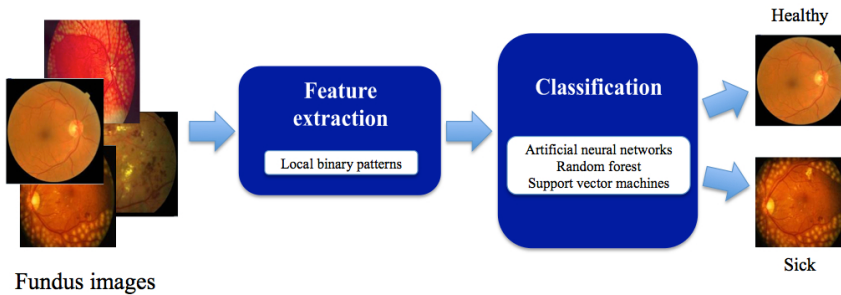 Fundus images
Feature
extraction
Local binary patterns
Classification
Artificial neural networks
Random forest
Support vector machines
Healthy
Sick